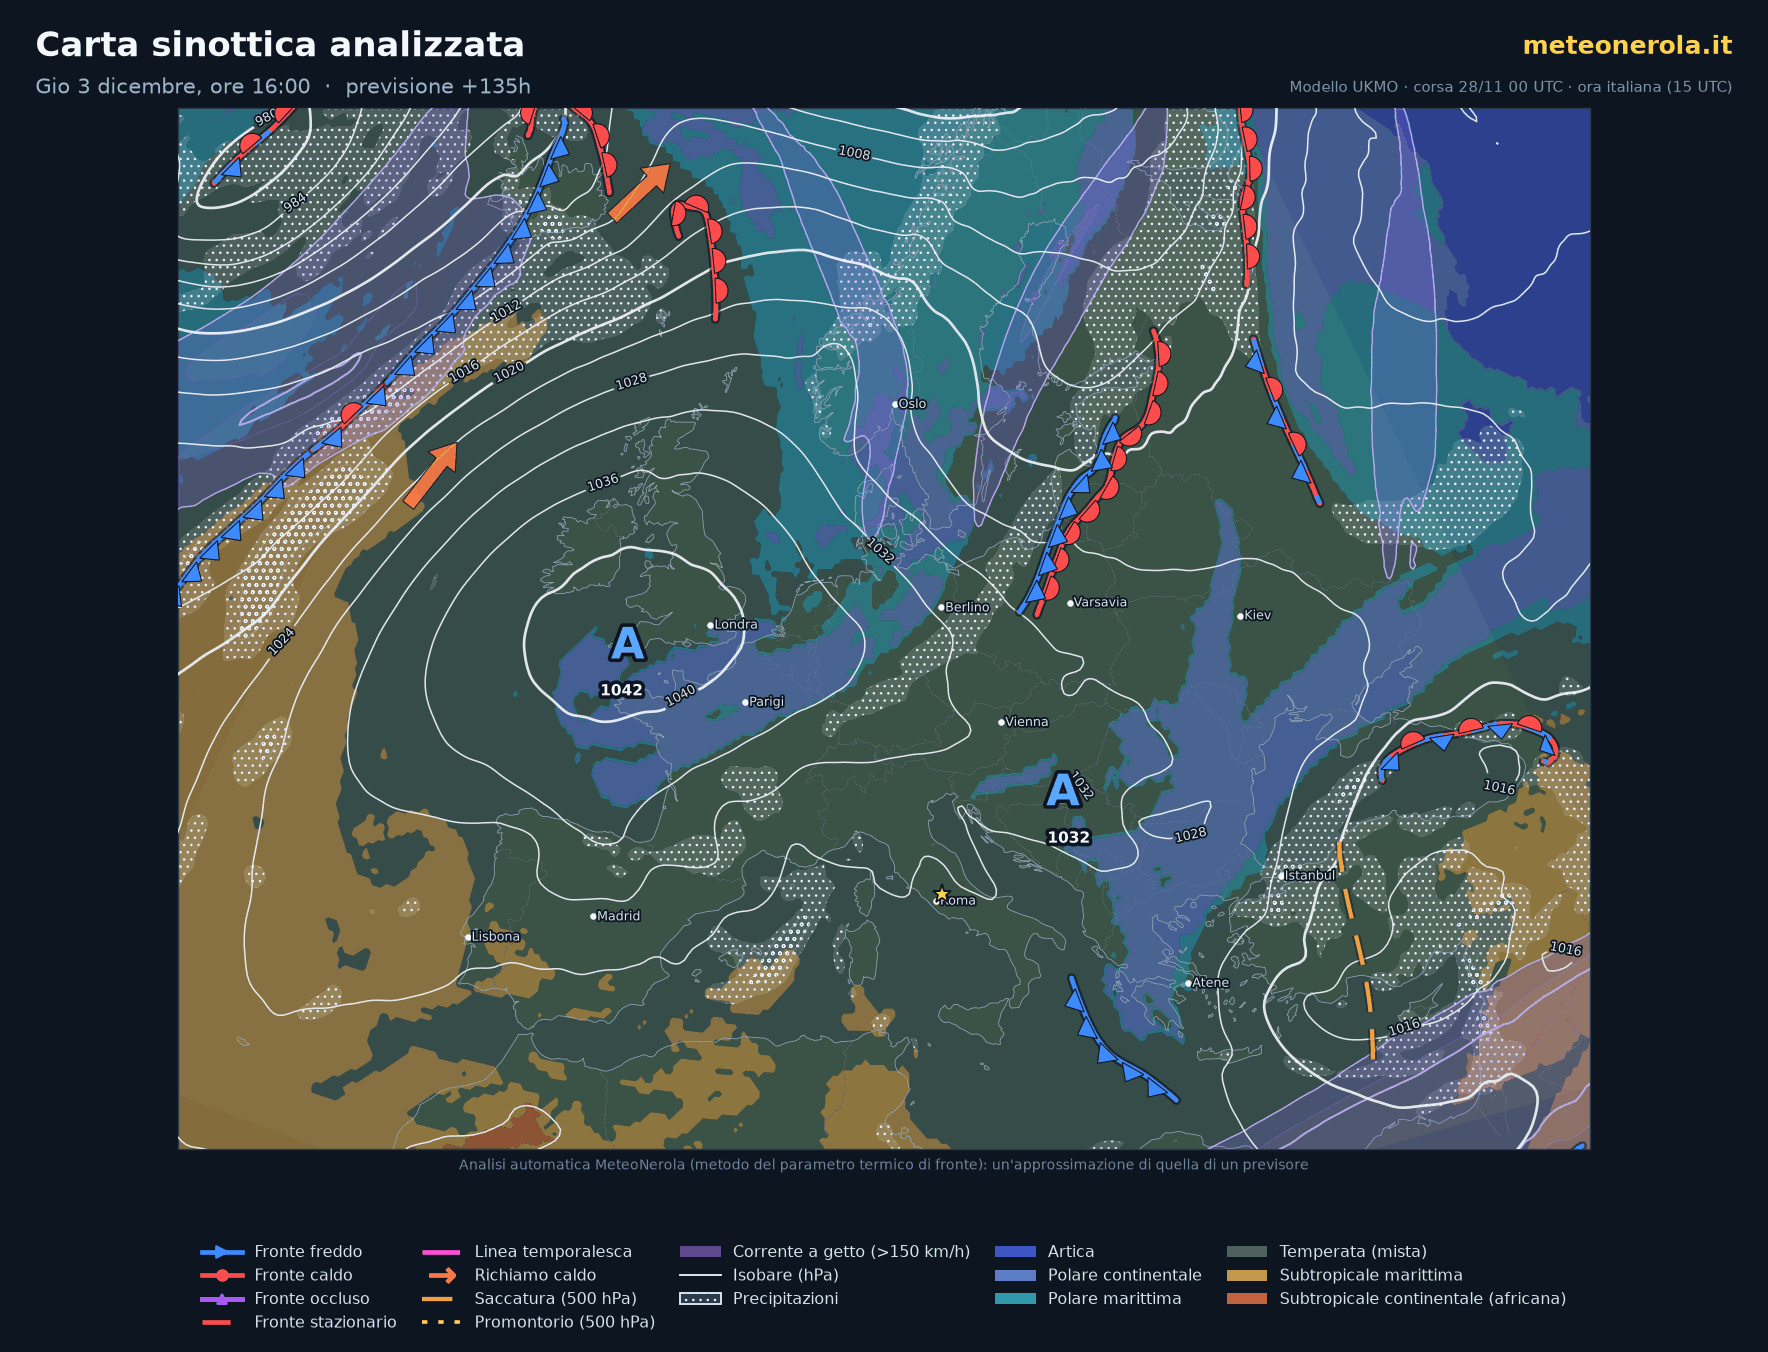 Carta sinottica analizzata
meteonerola.it
Gio 3 dicembre, ore 16:00 · previsione +135h
Modello UKMO · corsa 28/11 00 UTC · ora italiana (15 UTC)
980
1008
984
1012
1016
1020
1028
Oslo
1036
1032
Berlino
Varsavia
Kiev
Londra
1024
A
1042
1040
Parigi
Vienna
A
1032
1032
1028
1016
Istanbul
Roma
Madrid
Lisbona
1016
Atene
1016
Analisi automatica MeteoNerola (metodo del parametro termico di fronte): un'approssimazione di quella di un previsore
Fronte freddo
Linea temporalesca
Corrente a getto (>150 km/h)
Artica
Temperata (mista)
Fronte caldo
Richiamo caldo
Isobare (hPa)
Polare continentale
Subtropicale marittima
Fronte occluso
Saccatura (500 hPa)
Precipitazioni
Polare marittima
Subtropicale continentale (africana)
Fronte stazionario
Promontorio (500 hPa)